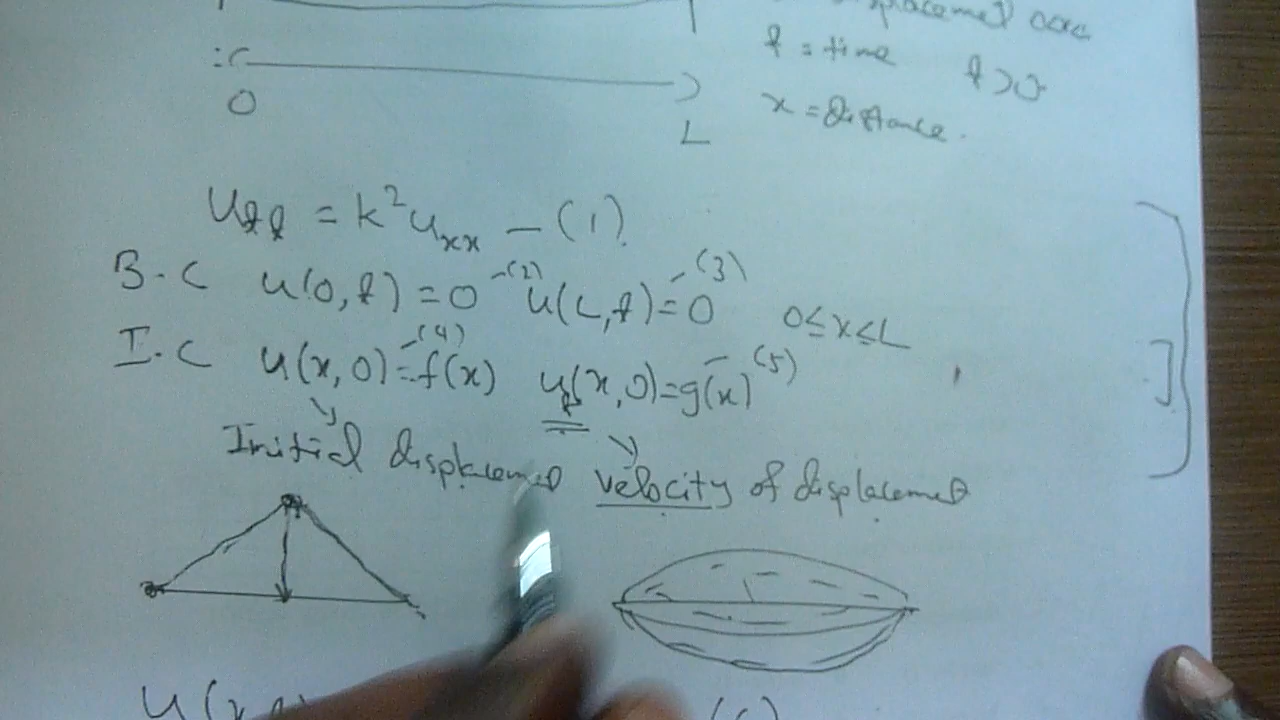 t = time t > 0
0 L x = distance.
u_tt = k²u_xx — (1)
B.C u(0,t) = 0 —(2) u(L,t) = 0 —(3) 0≤x≤L
I.C u(x,0) = f(x) —(4) u_t(x,0) = g(x) —(5)
Initial displacement velocity of displacement